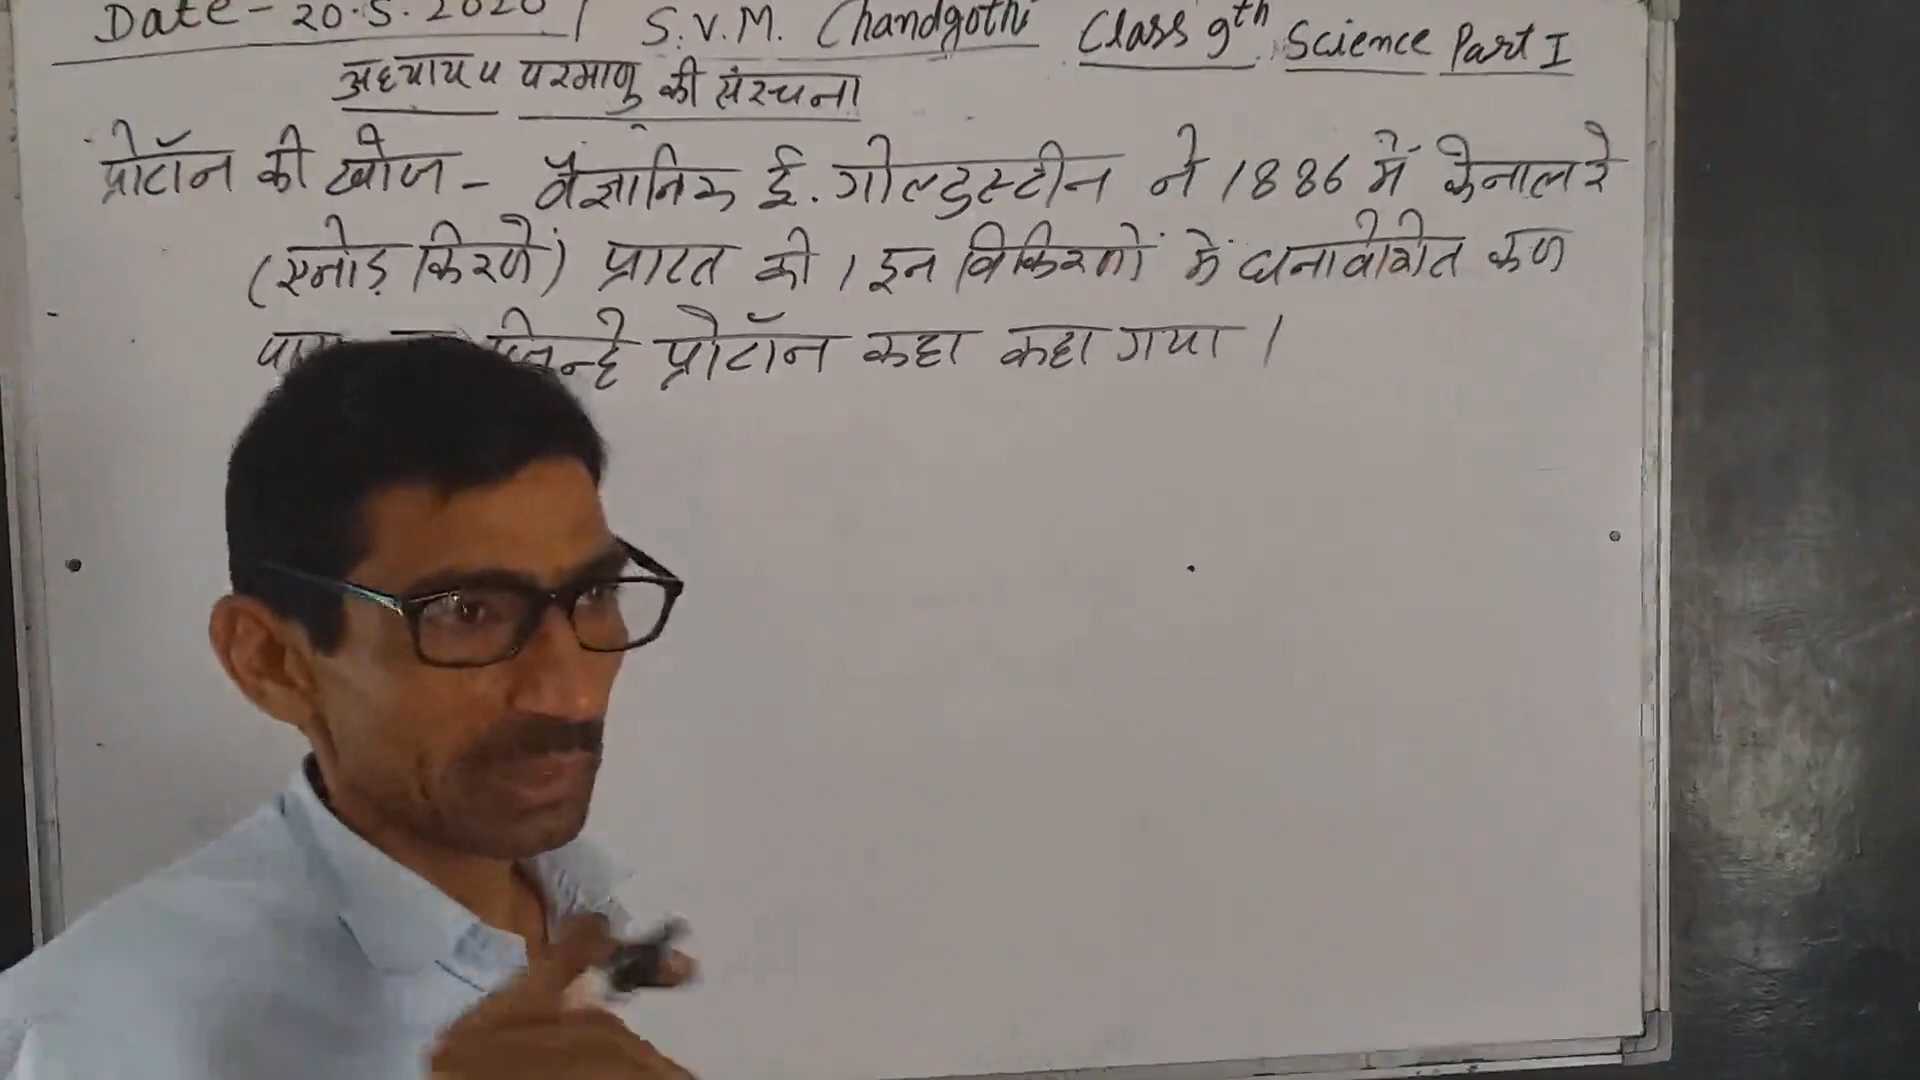 Date - 20.5.2020 / S.V.M. Chandgothi Class 9th Science Part I
अध्याय ५ परमाणु की संरचना
प्रोटॉन की खोज - वैज्ञानिक ई. गोल्डस्टीन ने 1886 में केनाल रे
(एनोड़ किरणें) प्राप्त की । इन विकिरणों में धनावेशित कण
जिन्हे प्रोटॉन कहा कहा गया ।